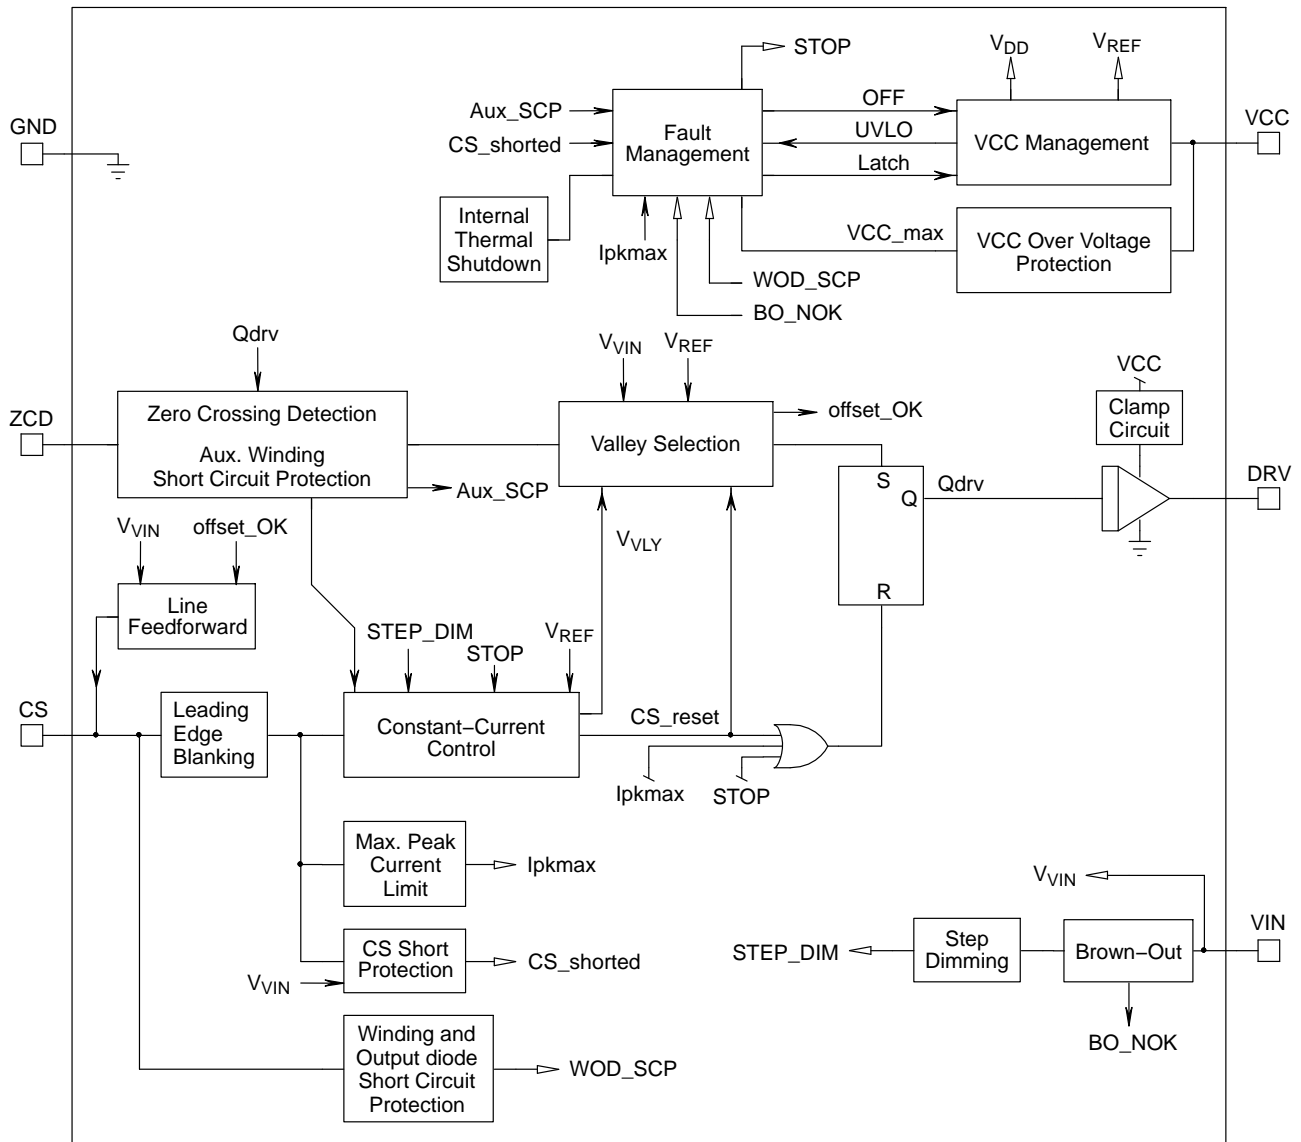 STOP
VDD
VREF
Aux_SCP
CS_shorted
Fault
Management
OFF
UVLO
Latch
VCC Management
VCC
GND
Internal
Thermal
Shutdown
Ipkmax
VCC_max
VCC Over Voltage
Protection
WOD_SCP
BO_NOK
Qdrv
VVIN
VREF
VCC
Clamp
Circuit
ZCD
Zero Crossing Detection
Aux. Winding
Short Circuit Protection
Valley Selection
offset_OK
Aux_SCP
S
Q
R
Qdrv
DRV
VVIN
offset_OK
VVLY
Line
Feedforward
STEP_DIM
STOP
VREF
CS
Leading
Edge
Blanking
Constant–Current
Control
CS_reset
Ipkmax
STOP
Max. Peak
Current
Limit
Ipkmax
VVIN
VIN
CS Short
Protection
CS_shorted
VVIN
STEP_DIM
Step
Dimming
Brown–Out
BO_NOK
Winding and
Output diode
Short Circuit
Protection
WOD_SCP